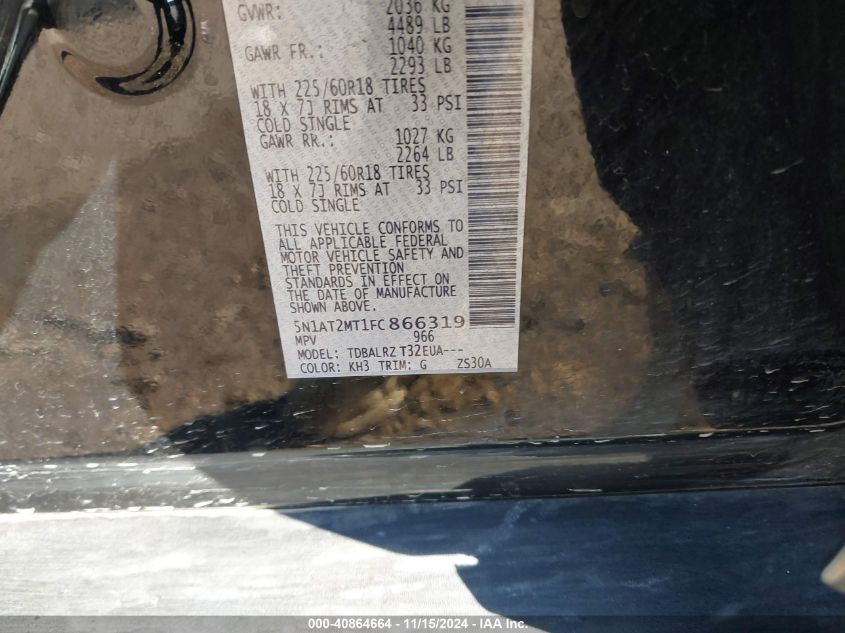 GVWR: 2036 KG
4489 LB
GAWR FR.: 1040 KG
2293 LB
WITH 225/60R18 TIRES
18 X 7J RIMS AT 33 PSI
COLD SINGLE
GAWR RR.: 1027 KG
2264 LB
WITH 225/60R18 TIRES
18 X 7J RIMS AT 33 PSI
COLD SINGLE
THIS VEHICLE CONFORMS TO
ALL APPLICABLE FEDERAL
MOTOR VEHICLE SAFETY AND
THEFT PREVENTION
STANDARDS IN EFFECT ON
THE DATE OF MANUFACTURE
SHOWN ABOVE.
5N1AT2MT1FC866319
MPV 966
MODEL: TDBALRZ T32EUA---
COLOR: KH3 TRIM: G ZS30A
000-40864664 - 11/15/2024 - IAA Inc.